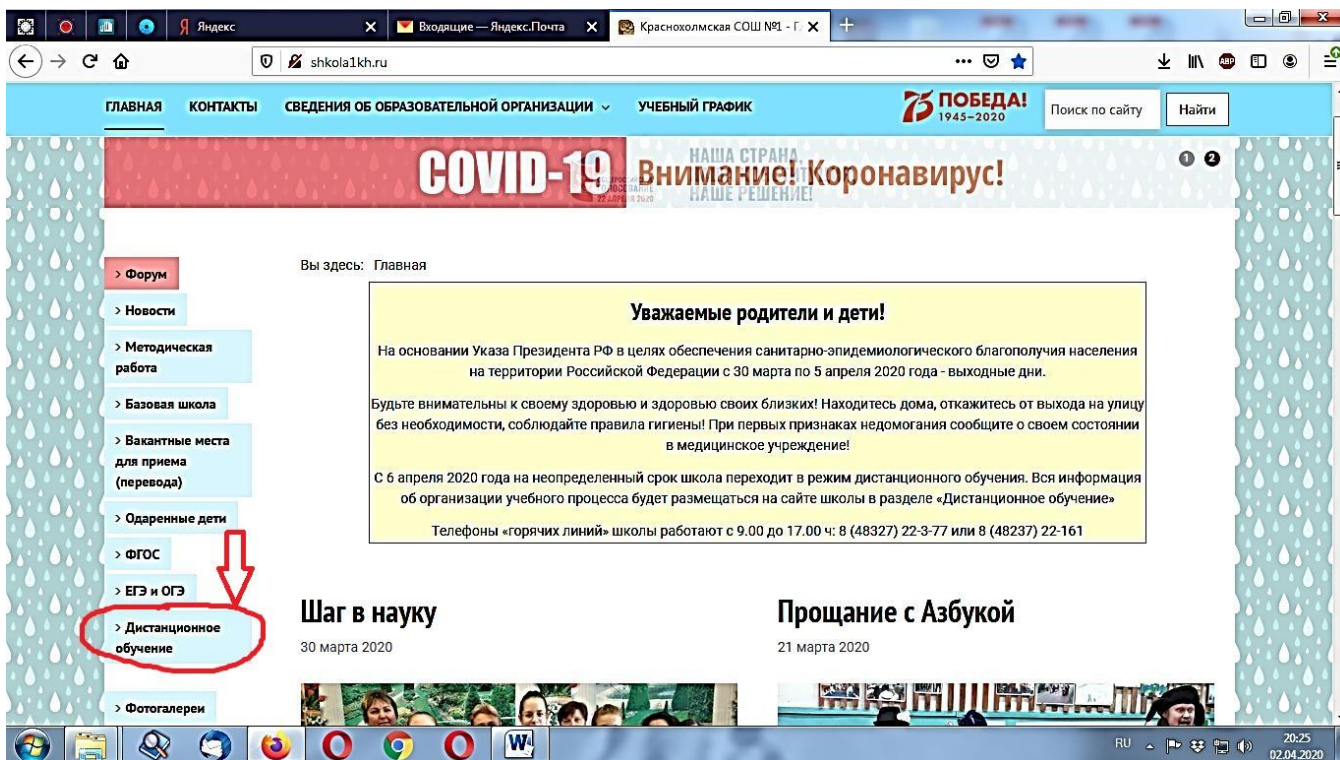 Яндекс
Входящие — Яндекс.Почта
Краснохолмская СОШ №1 - Г
shkola1kh.ru
ABP
ГЛАВНАЯ КОНТАКТЫ СВЕДЕНИЯ ОБ ОБРАЗОВАТЕЛЬНОЙ ОРГАНИЗАЦИИ УЧЕБНЫЙ ГРАФИК
75 ПОБЕДА!
1945–2020
Поиск по сайту
Найти
COVID-19 Внимание! Коронавирус!
НАША СТРАНА,
НАШЕ РЕШЕНИЕ!
22 АПРЕЛЯ 2020
1 2
> Форум
> Новости
> Методическая
работа
> Базовая школа
> Вакантные места
для приема
(перевода)
> Одаренные дети
> ФГОС
> ЕГЭ и ОГЭ
> Дистанционное
обучение
> Фотогалереи
Вы здесь: Главная
Уважаемые родители и дети!
На основании Указа Президента РФ в целях обеспечения санитарно-эпидемиологического благополучия населения
на территории Российской Федерации с 30 марта по 5 апреля 2020 года - выходные дни.
Будьте внимательны к своему здоровью и здоровью своих близких! Находитесь дома, откажитесь от выхода на улицу
без необходимости, соблюдайте правила гигиены! При первых признаках недомогания сообщите о своем состоянии
в медицинское учреждение!
С 6 апреля 2020 года на неопределенный срок школа переходит в режим дистанционного обучения. Вся информация
об организации учебного процесса будет размещаться на сайте школы в разделе «Дистанционное обучение»
Телефоны «горячих линий» школы работают с 9.00 до 17.00 ч: 8 (48327) 22-3-77 или 8 (48237) 22-161
Шаг в науку
30 марта 2020
Прощание с Азбукой
21 марта 2020
RU
20:25
02.04.2020